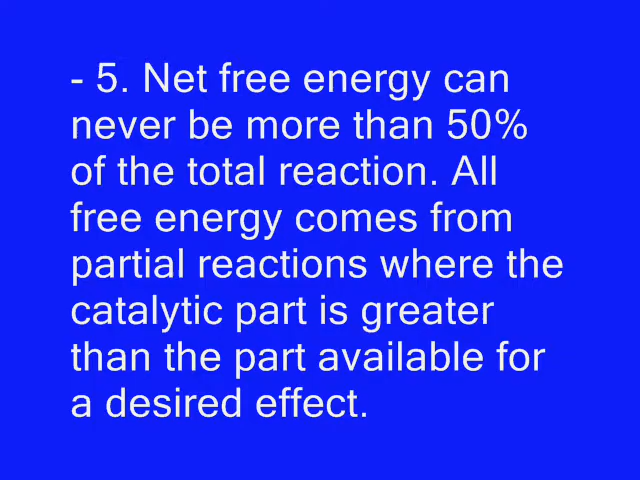 - 5. Net free energy can
never be more than 50%
of the total reaction. All
free energy comes from
partial reactions where the
catalytic part is greater
than the part available for
a desired effect.